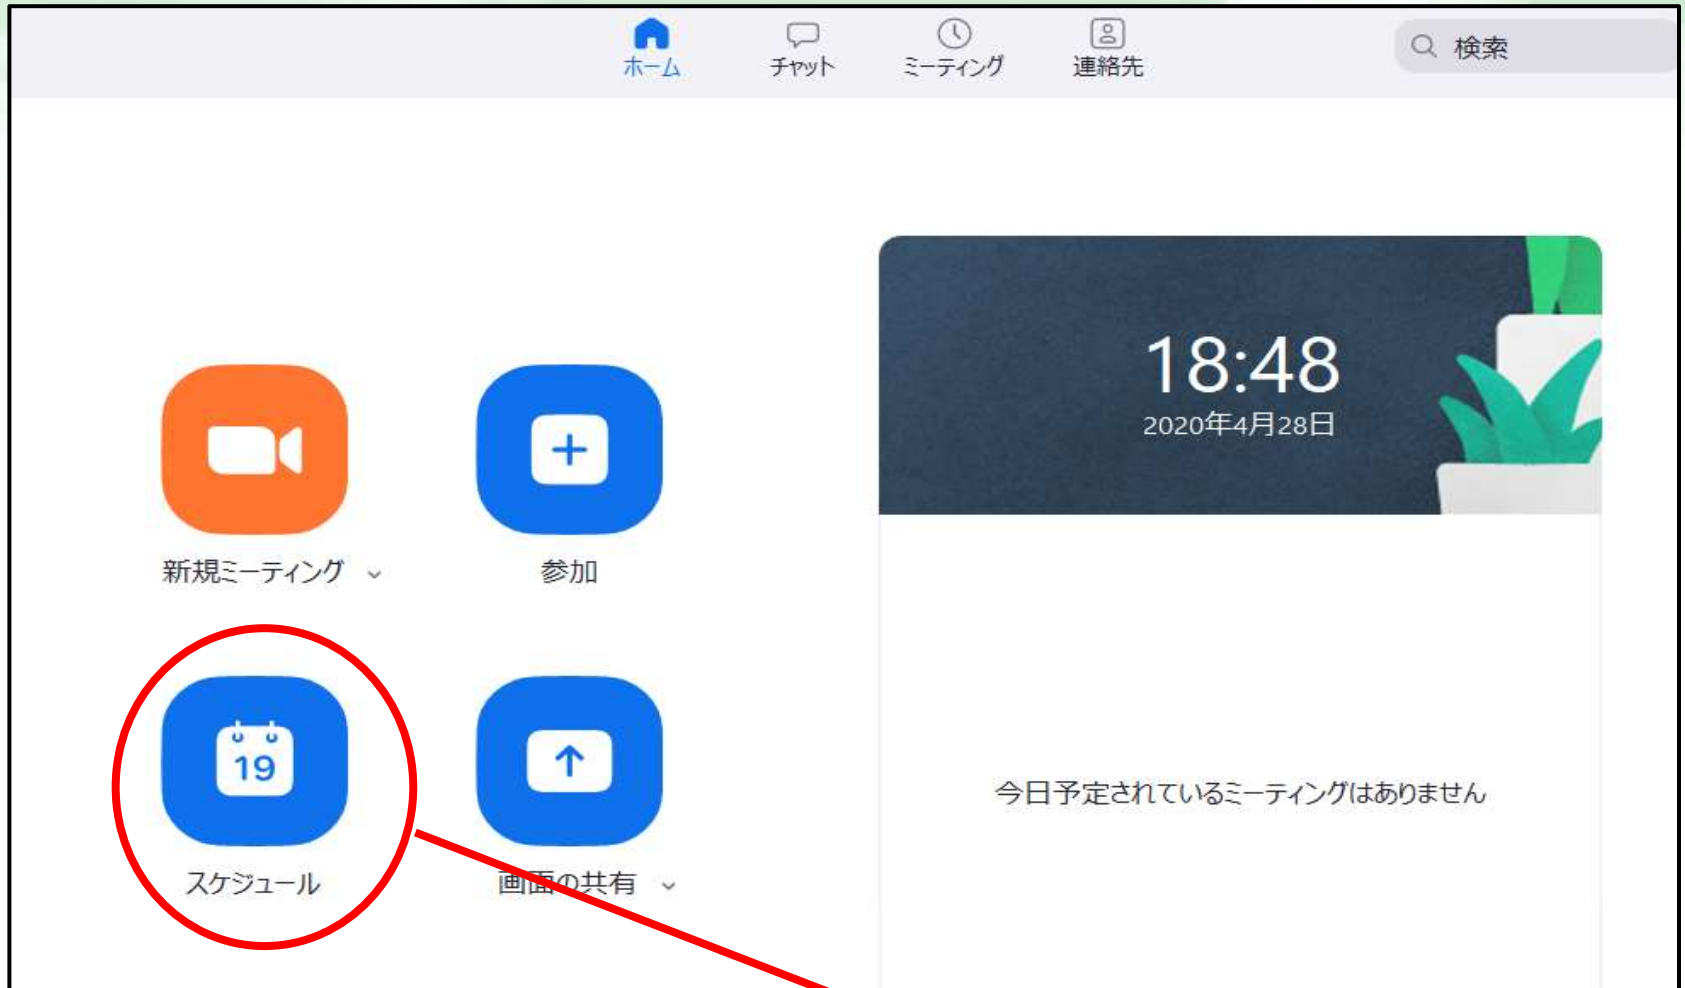 ホーム
チャット
ミーティング
連絡先
検索
18:48
2020年4月28日
新規ミーティング
参加
19
スケジュール
画面の共有
今日予定されているミーティングはありません